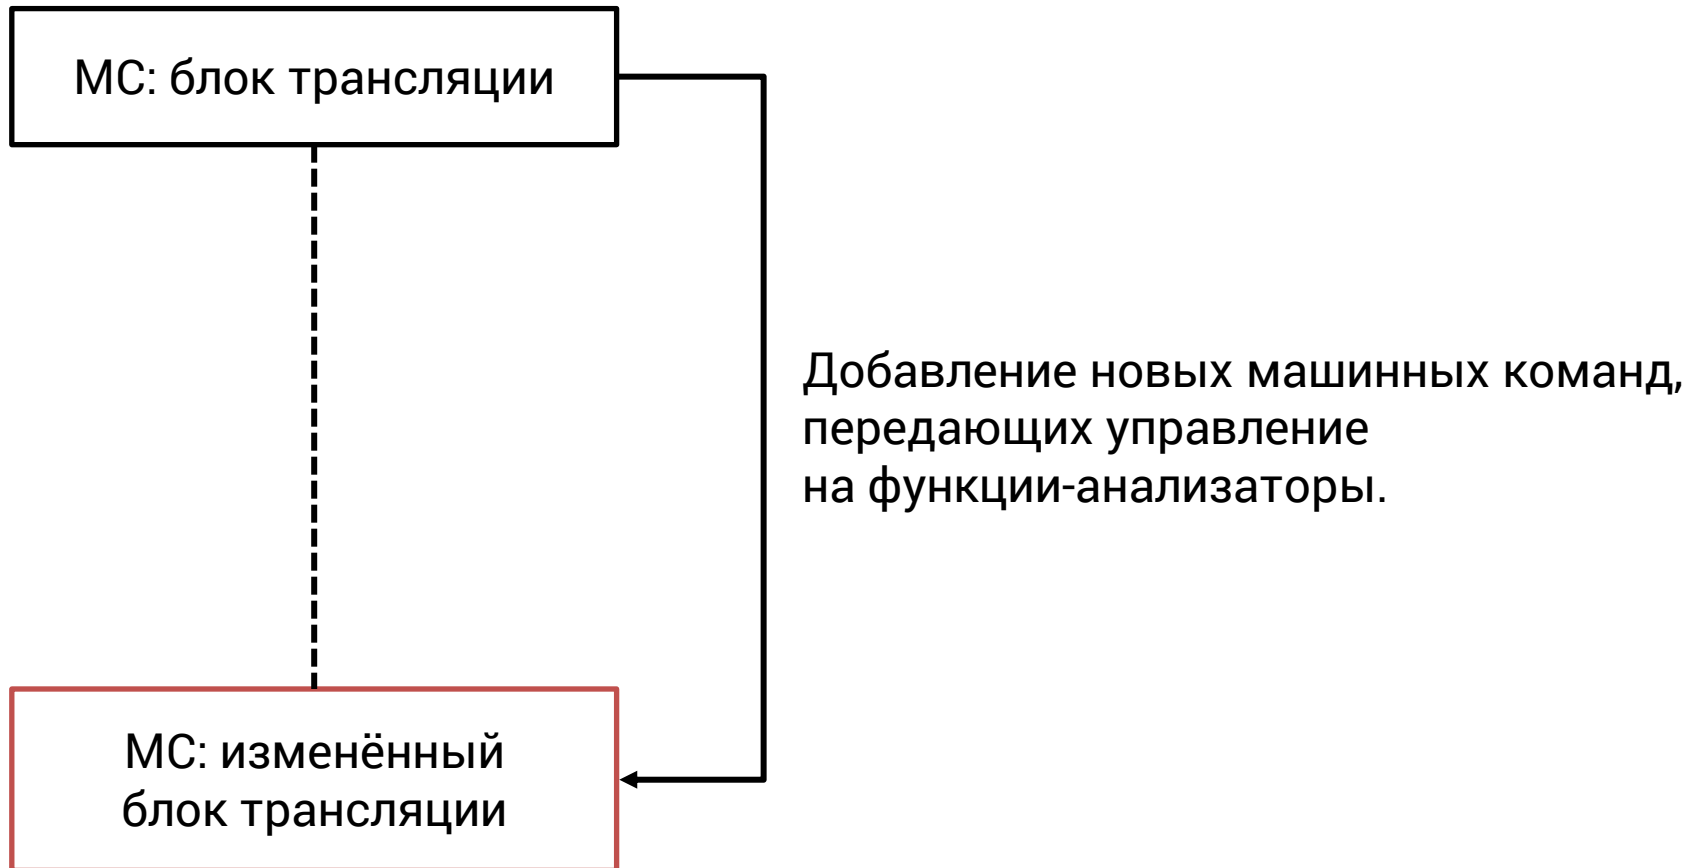 МС: блок трансляции
Добавление новых машинных команд,
передающих управление
на функции-анализаторы.
МС: изменённый
блок трансляции